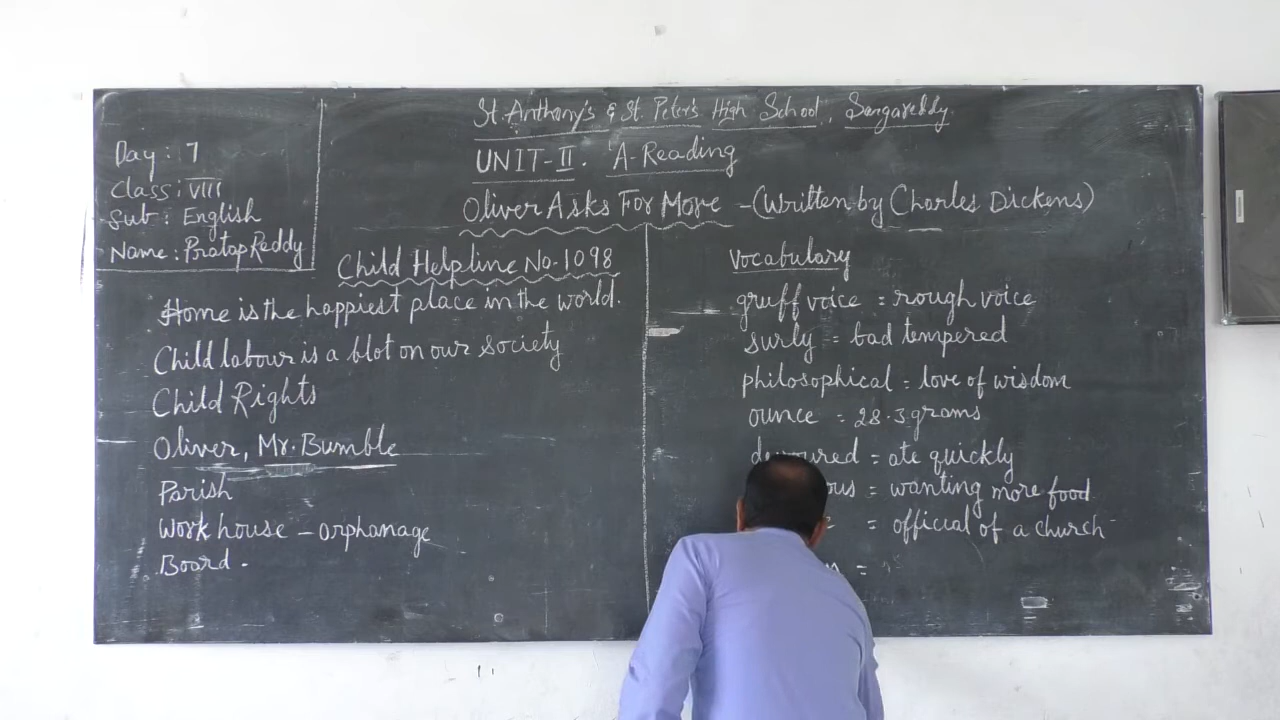 St. Anthony's & St. Peter's High School, Sangareddy
UNIT-II. A-Reading
Oliver Asks For More -(Written by Charles Dickens)
Day: 7
Class: VIII
Sub: English
Name: Pratap Reddy
Child Helpline No. 1098
Home is the happiest place in the world.
Child labour is a blot on our society
Child Rights
Oliver, Mr. Bumble
Parish
Work house - orphanage
Board.
Vocabulary
gruff voice = rough voice
surly = bad tempered
philosophical = love of wisdom
ounce = 28.3 grams
devoured = ate quickly
ous = wanting more food
= official of a church
=